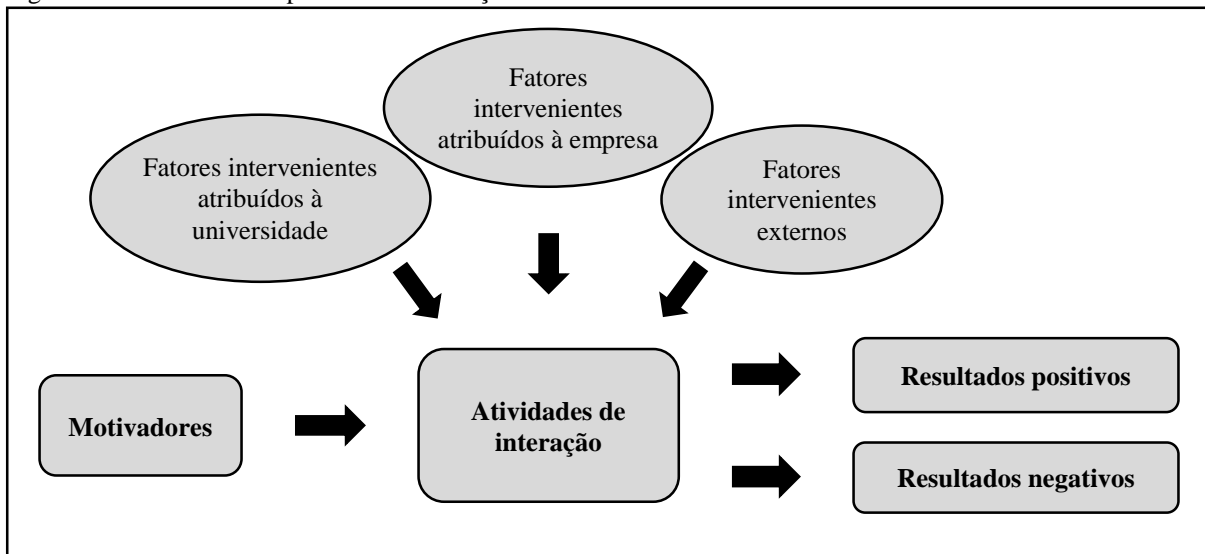 Fatores
intervenientes
atribuídos à empresa
Fatores intervenientes
atribuídos à
universidade
Fatores
intervenientes
externos
Motivadores
Atividades de
interação
Resultados positivos
Resultados negativos